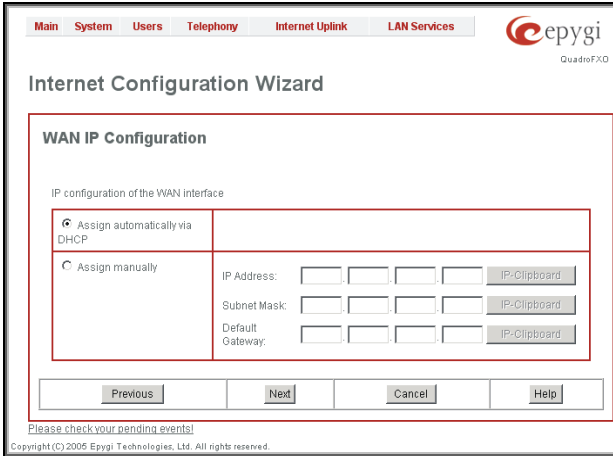 Main System Users Telephony Internet Uplink LAN Services
epygi
QuadroFXO
Internet Configuration Wizard
WAN IP Configuration
IP configuration of the WAN interface
Assign automatically via
DHCP
Assign manually
IP Address: . . . IP-Clipboard
Subnet Mask: . . . IP-Clipboard
Default
Gateway: . . . IP-Clipboard
Previous Next Cancel Help
Please check your pending events!
Copyright (C) 2005 Epygi Technologies, Ltd. All rights reserved.